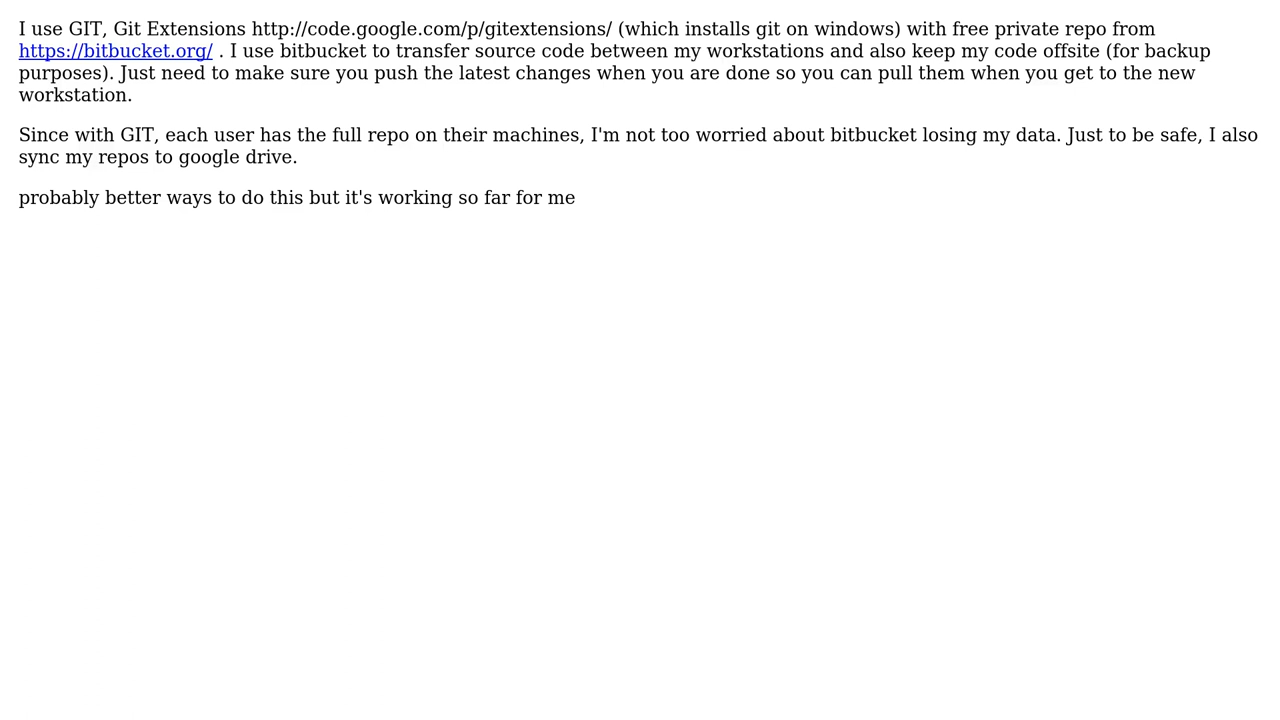 I use GIT, Git Extensions http://code.google.com/p/gitextensions/ (which installs git on windows) with free private repo from
https://bitbucket.org/ . I use bitbucket to transfer source code between my workstations and also keep my code offsite (for backup
purposes). Just need to make sure you push the latest changes when you are done so you can pull them when you get to the new
workstation.
Since with GIT, each user has the full repo on their machines, I'm not too worried about bitbucket losing my data. Just to be safe, I also
sync my repos to google drive.
probably better ways to do this but it's working so far for me